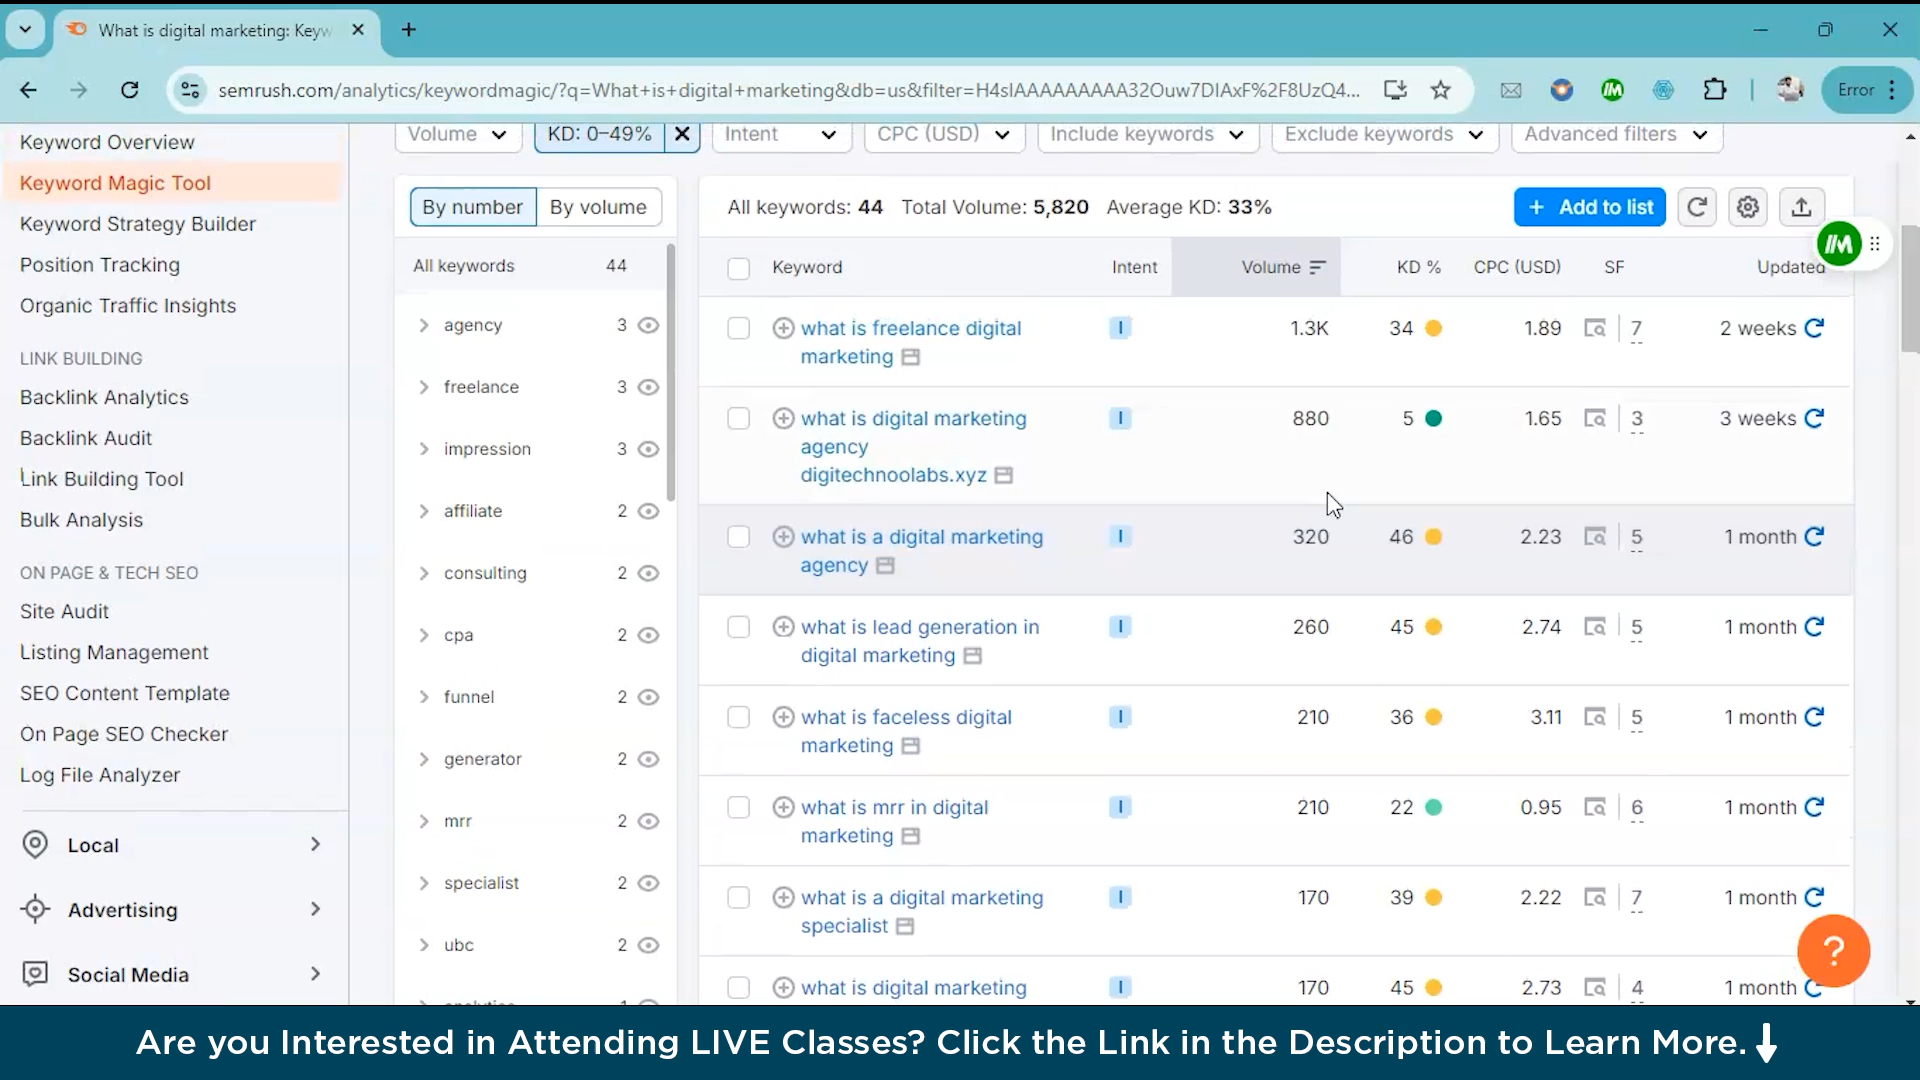 What is digital marketing: Keyw
semrush.com/analytics/keywordmagic/?q=What+is+digital+marketing&db=us&filter=H4sIAAAAAAAAA32Ouw7DIAxF%2F8UzQ4...
Error
Keyword Overview
Keyword Magic Tool
Keyword Strategy Builder
Position Tracking
Organic Traffic Insights
LINK BUILDING
Backlink Analytics
Backlink Audit
Link Building Tool
Bulk Analysis
ON PAGE & TECH SEO
Site Audit
Listing Management
SEO Content Template
On Page SEO Checker
Log File Analyzer
Local
Advertising
Social Media
Volume
KD: 0–49%
Intent
CPC (USD)
Include keywords
Exclude keywords
Advanced filters
By number
By volume
All keywords 44
agency 3
freelance 3
impression 3
affiliate 2
consulting 2
cpa 2
funnel 2
generator 2
mrr 2
specialist 2
ubc 2
All keywords: 44 Total Volume: 5,820 Average KD: 33%
+ Add to list
Keyword Intent Volume KD % CPC (USD) SF Updated
what is freelance digital
marketing
I 1.3K 34 1.89 7 2 weeks
what is digital marketing
agency
digitechnoolabs.xyz
I 880 5 1.65 3 3 weeks
what is a digital marketing
agency
I 320 46 2.23 5 1 month
what is lead generation in
digital marketing
I 260 45 2.74 5 1 month
what is faceless digital
marketing
I 210 36 3.11 5 1 month
what is mrr in digital
marketing
I 210 22 0.95 6 1 month
what is a digital marketing
specialist
I 170 39 2.22 7 1 month
what is digital marketing
I 170 45 2.73 4 1 month
?
Are you Interested in Attending LIVE Classes? Click the Link in the Description to Learn More.